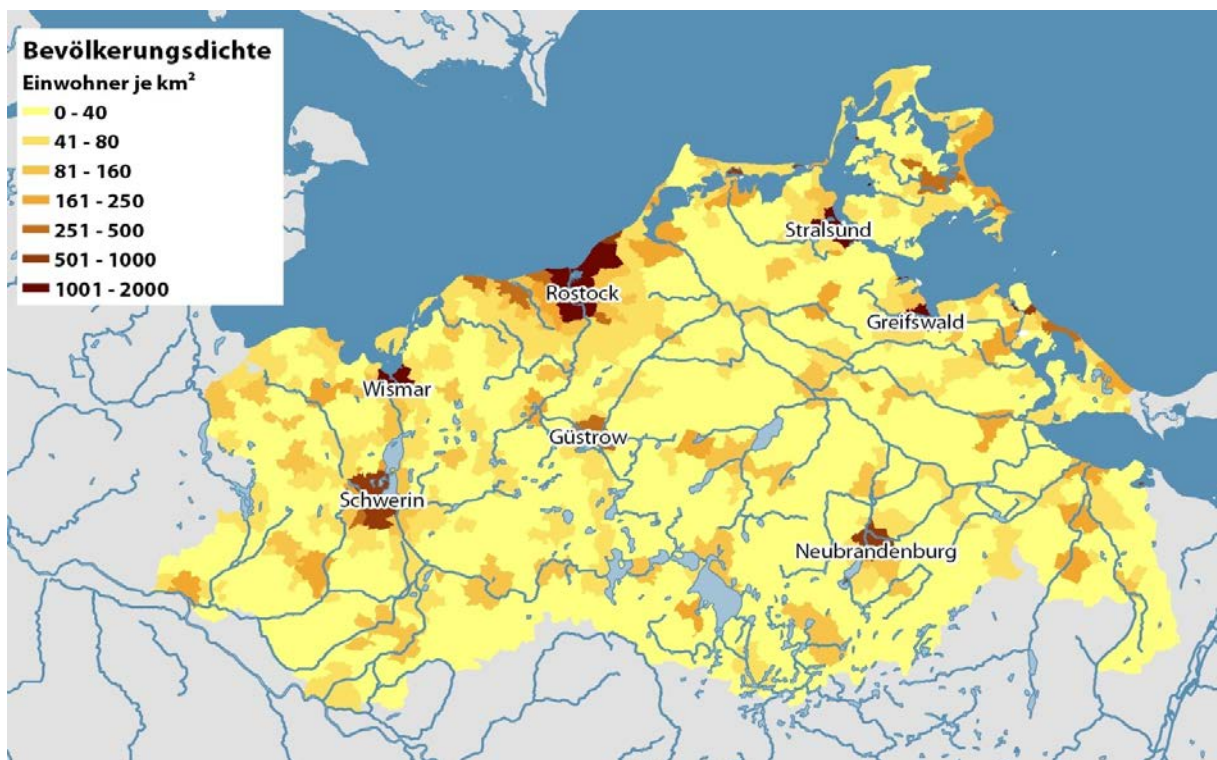 Bevölkerungsdichte
Einwohner je km²
0 - 40
41 - 80
81 - 160
161 - 250
251 - 500
501 - 1000
1001 - 2000
Stralsund
Rostock
Greifswald
Wismar
Güstrow
Schwerin
Neubrandenburg